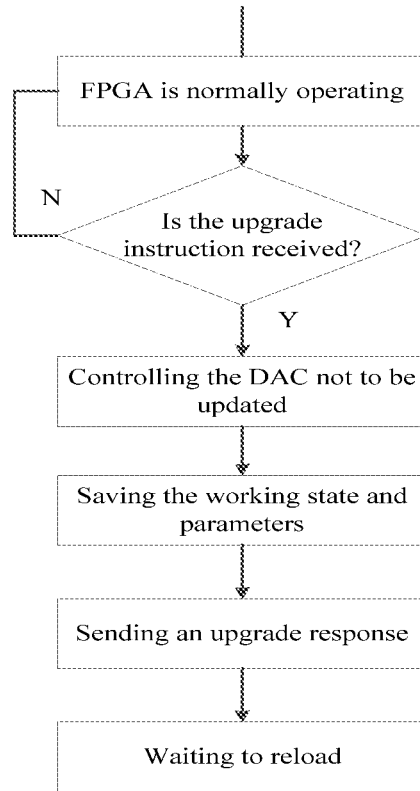 FPGA is normally operating
N
Is the upgrade
instruction received?
Y
Controlling the DAC not to be
updated
Saving the working state and
parameters
Sending an upgrade response
Waiting to reload